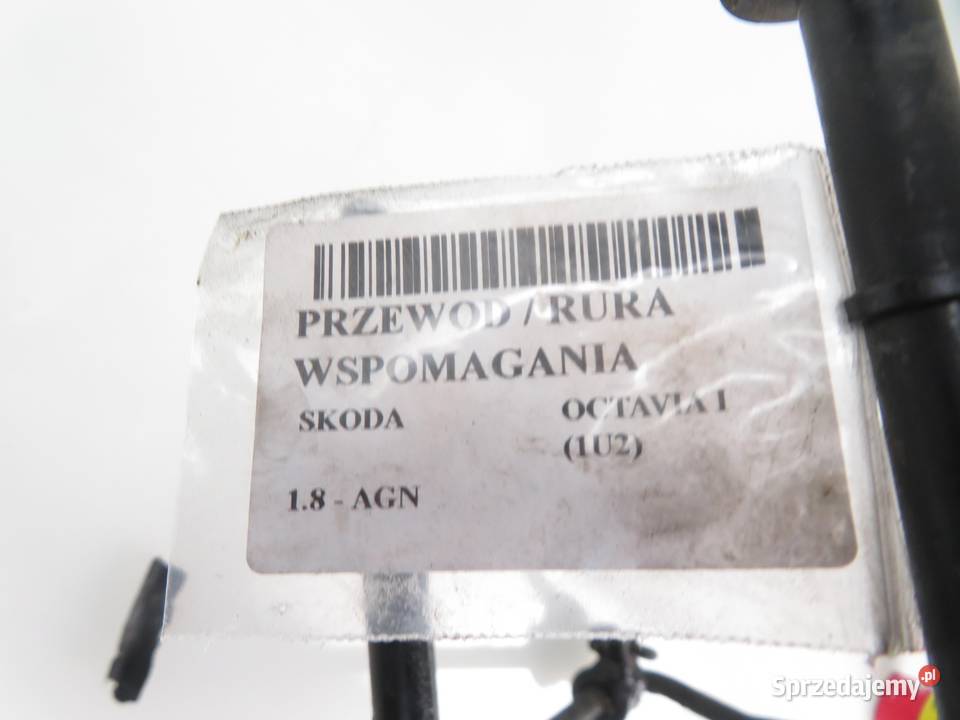 PRZEWOD / RURA
WSPOMAGANIA
SKODA
OCTAVIA I
(1U2)
1.8 - AGN
Sprzedajemy.pl